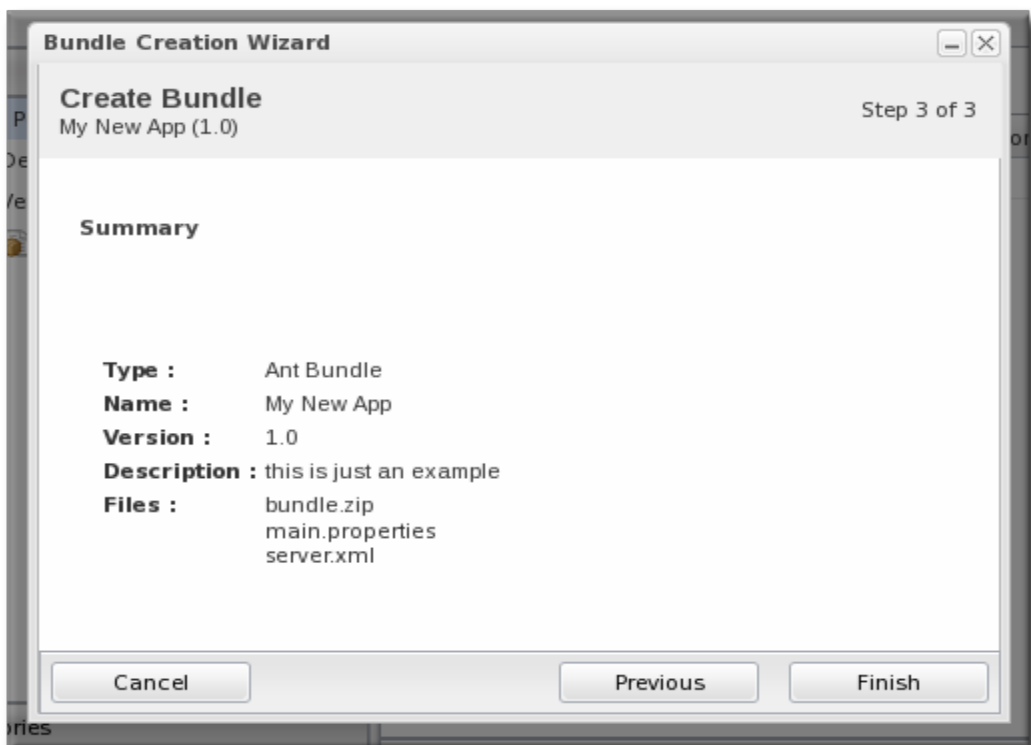 Bundle Creation Wizard
Create Bundle
My New App (1.0)
Step 3 of 3
Summary
Type : Ant Bundle
Name : My New App
Version : 1.0
Description : this is just an example
Files : bundle.zip
main.properties
server.xml
Cancel Previous Finish